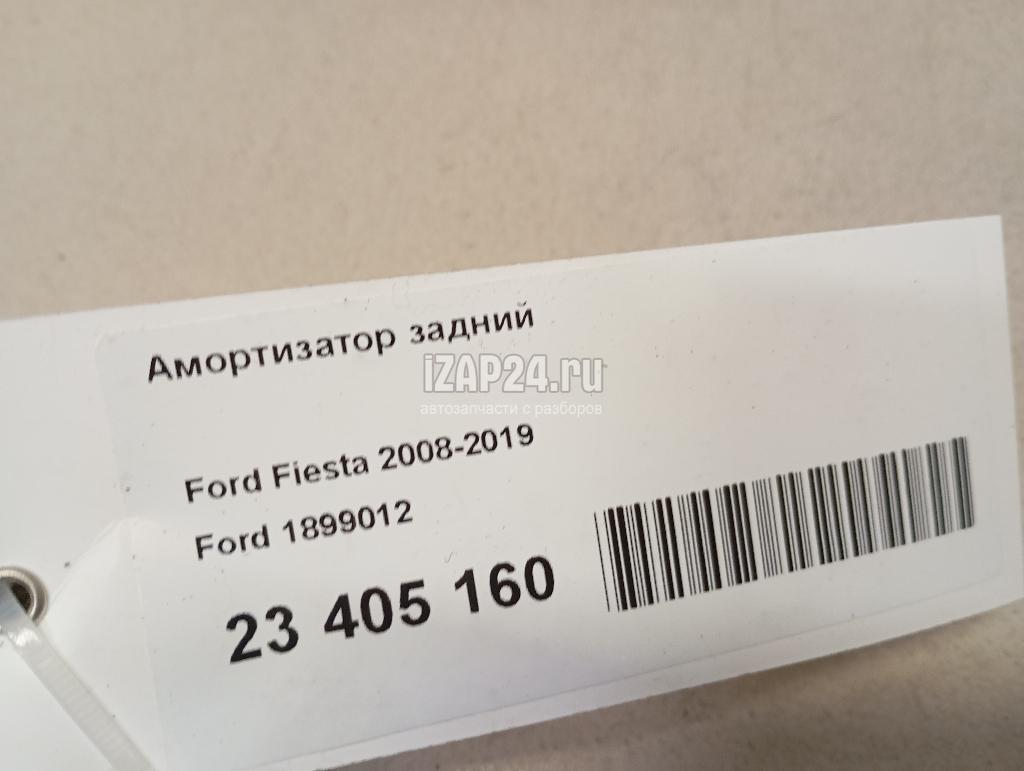 Амортизатор задний
iZAP24.ru
автозапчасти с разборов
Ford Fiesta 2008-2019
Ford 1899012
23 405 160